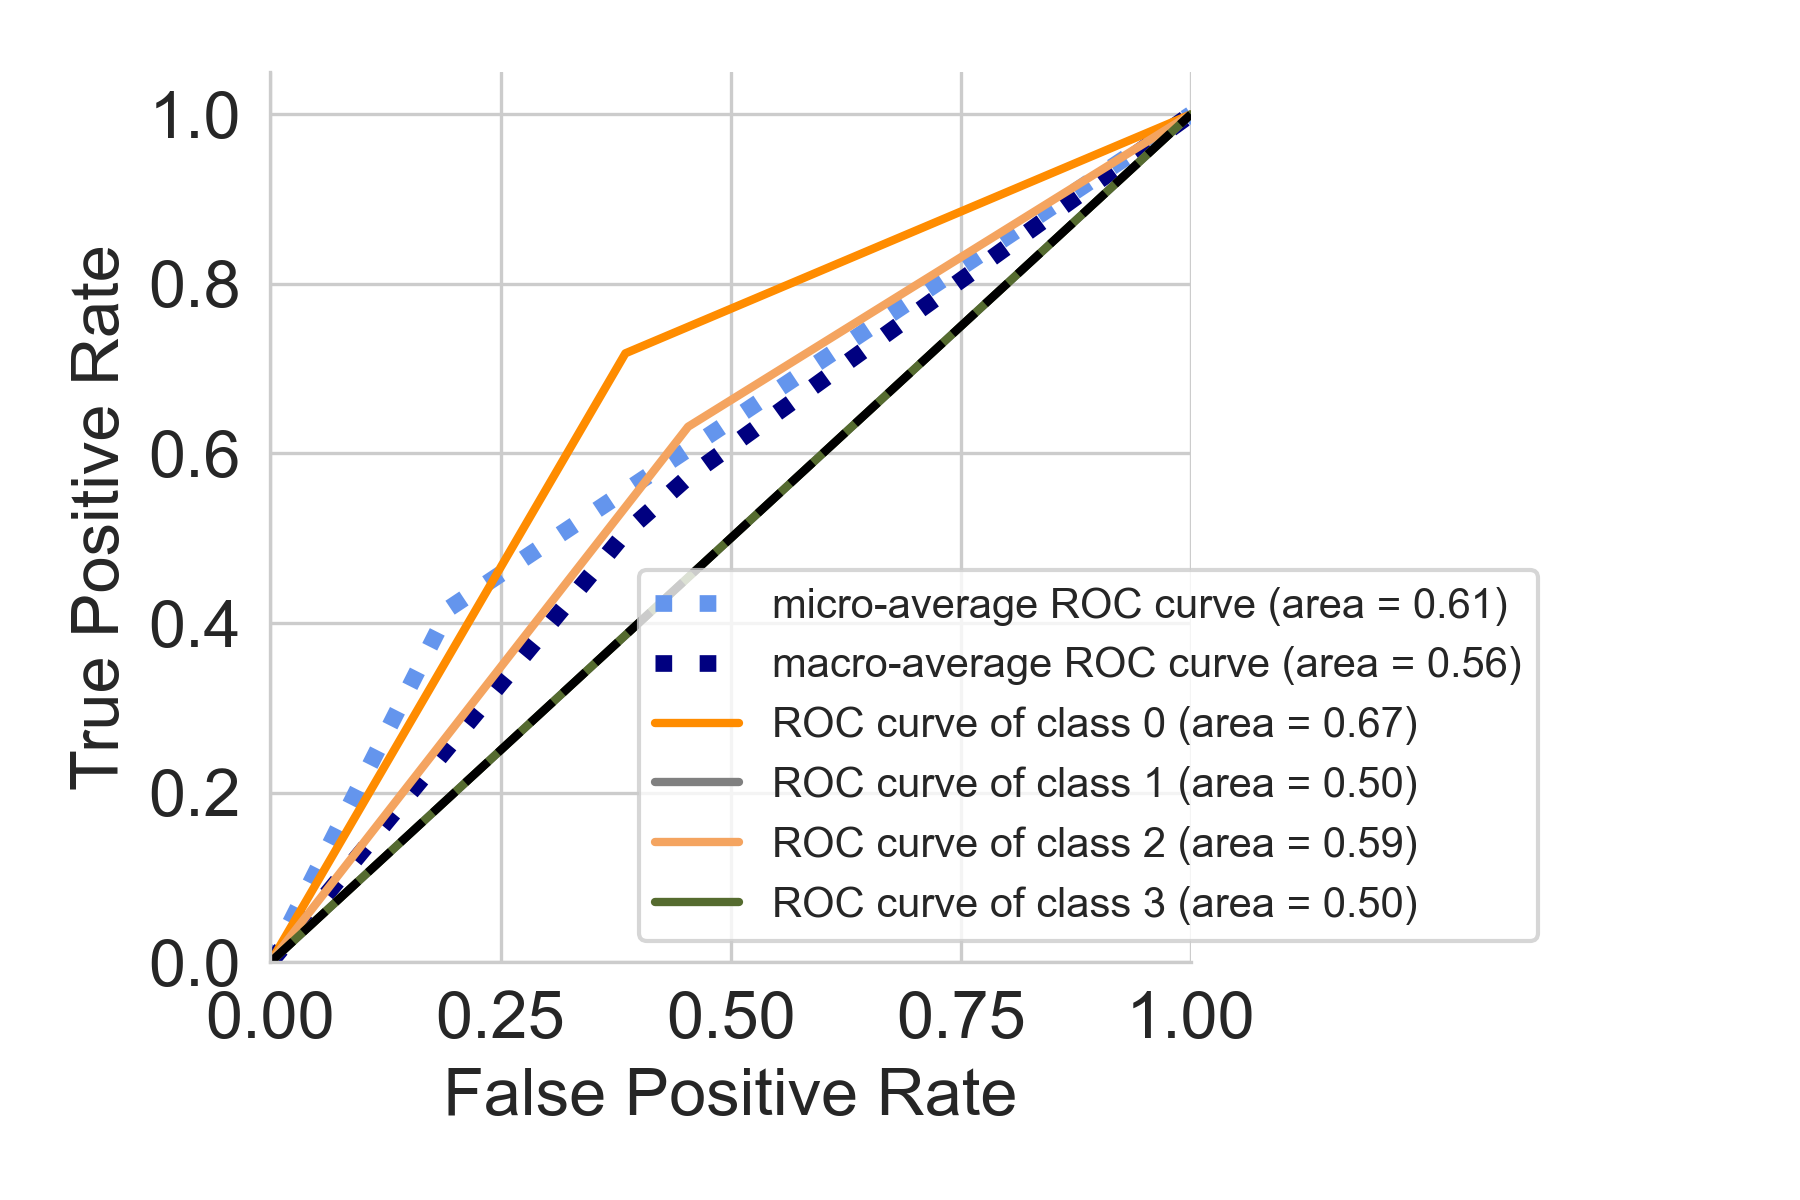 True Positive Rate
1.0
0.8
0.6
0.4
0.2
0.0
micro-average ROC curve (area = 0.61)
macro-average ROC curve (area = 0.56)
ROC curve of class 0 (area = 0.67)
ROC curve of class 1 (area = 0.50)
ROC curve of class 2 (area = 0.59)
ROC curve of class 3 (area = 0.50)
0.00 0.25 0.50 0.75 1.00
False Positive Rate